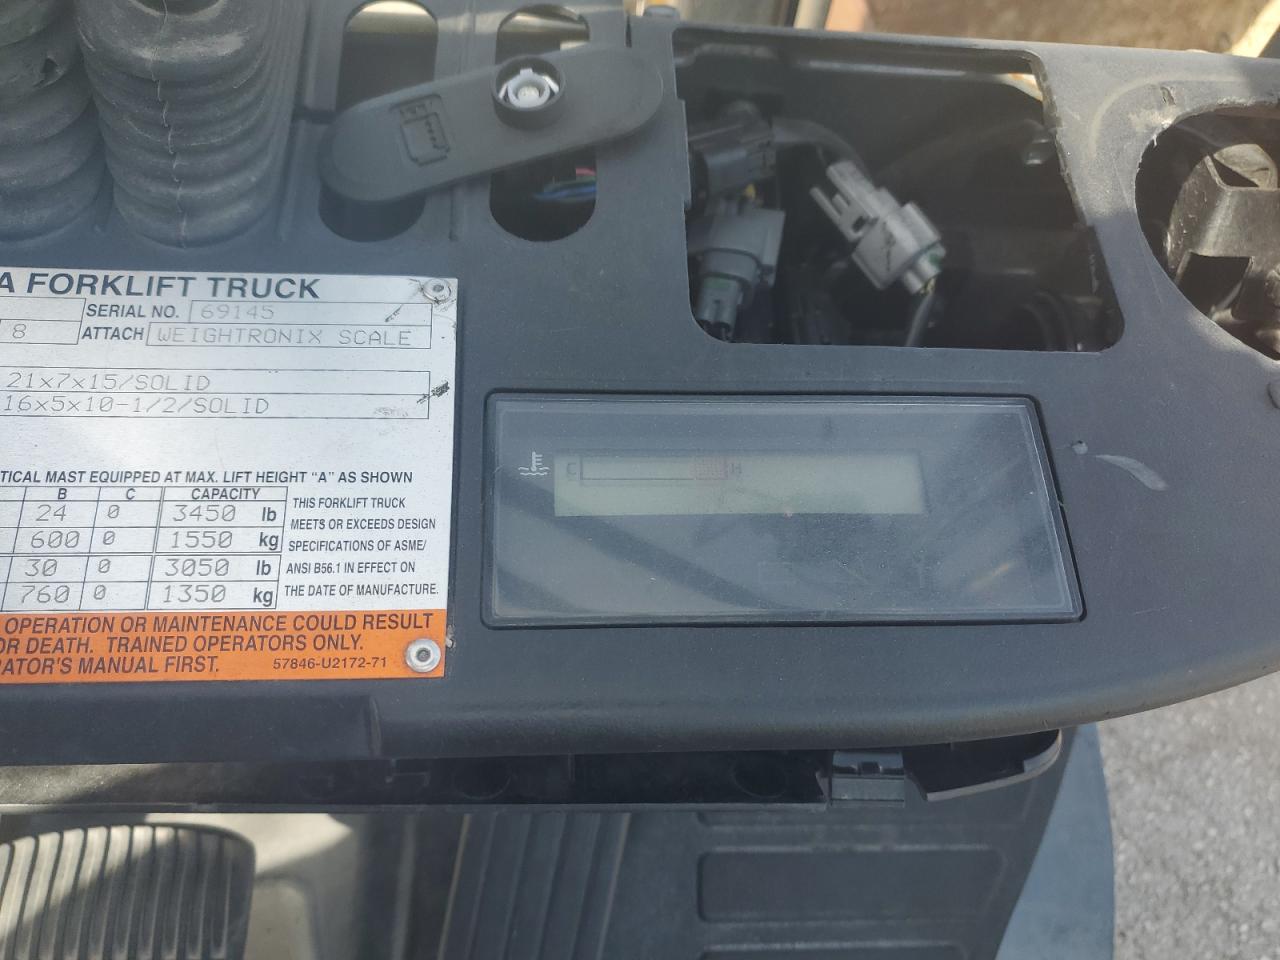 A FORKLIFT TRUCK
SERIAL NO. 69145
8 ATTACH WEIGHTRONIX SCALE
21x7x15/SOLID
16x5x10-1/2/SOLID
TICAL MAST EQUIPPED AT MAX. LIFT HEIGHT "A" AS SHOWN
B C CAPACITY
24 0 3450 lb
600 0 1550 kg
30 0 3050 lb
760 0 1350 kg
THIS FORKLIFT TRUCK
MEETS OR EXCEEDS DESIGN
SPECIFICATIONS OF ASME/
ANSI B56.1 IN EFFECT ON
THE DATE OF MANUFACTURE.
OPERATION OR MAINTENANCE COULD RESULT
OR DEATH. TRAINED OPERATORS ONLY.
RATOR'S MANUAL FIRST. 57846-U2172-71
C H